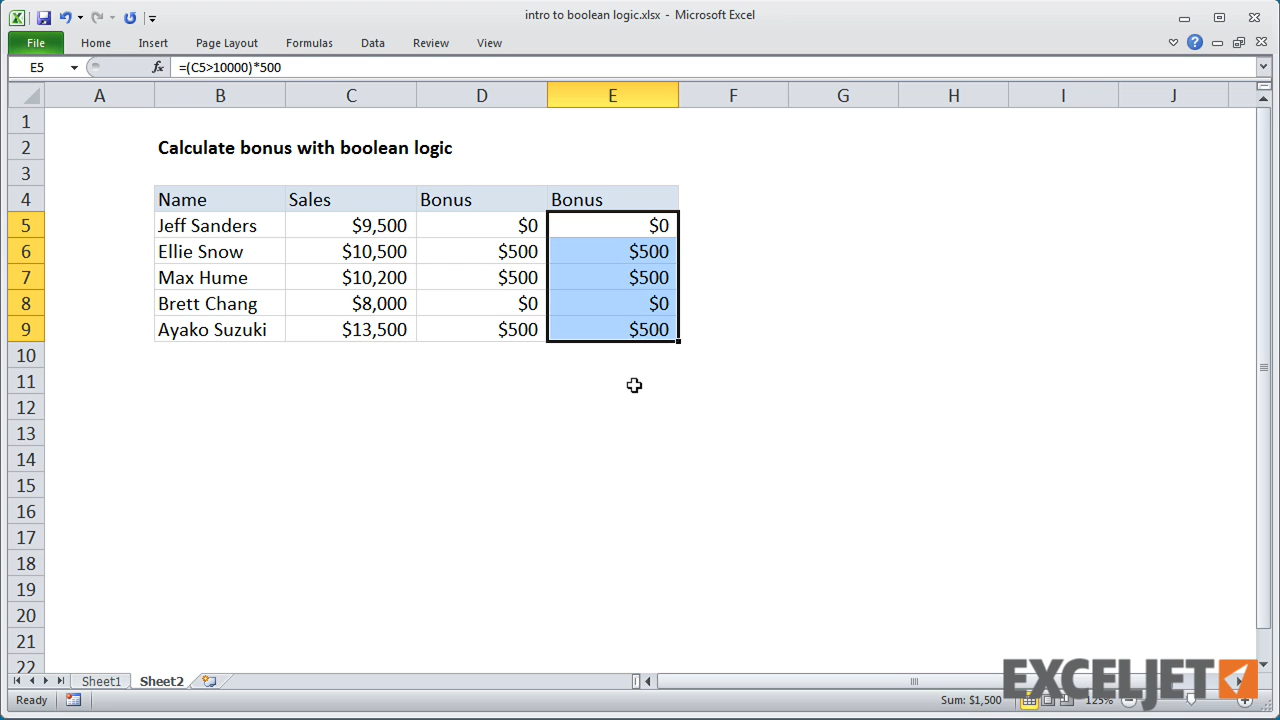 intro to boolean logic.xlsx - Microsoft Excel
File Home Insert Page Layout Formulas Data Review View
E5 fx =(C5>10000)*500
A B C D E F G H I J
1
2 Calculate bonus with boolean logic
3
4 Name Sales Bonus Bonus
5 Jeff Sanders $9,500 $0 $0
6 Ellie Snow $10,500 $500 $500
7 Max Hume $10,200 $500 $500
8 Brett Chang $8,000 $0 $0
9 Ayako Suzuki $13,500 $500 $500
10
11
12
13
14
15
16
17
18
19
20
21
22
Sheet1 Sheet2
Ready Sum: $1,500 125%
EXCELJET